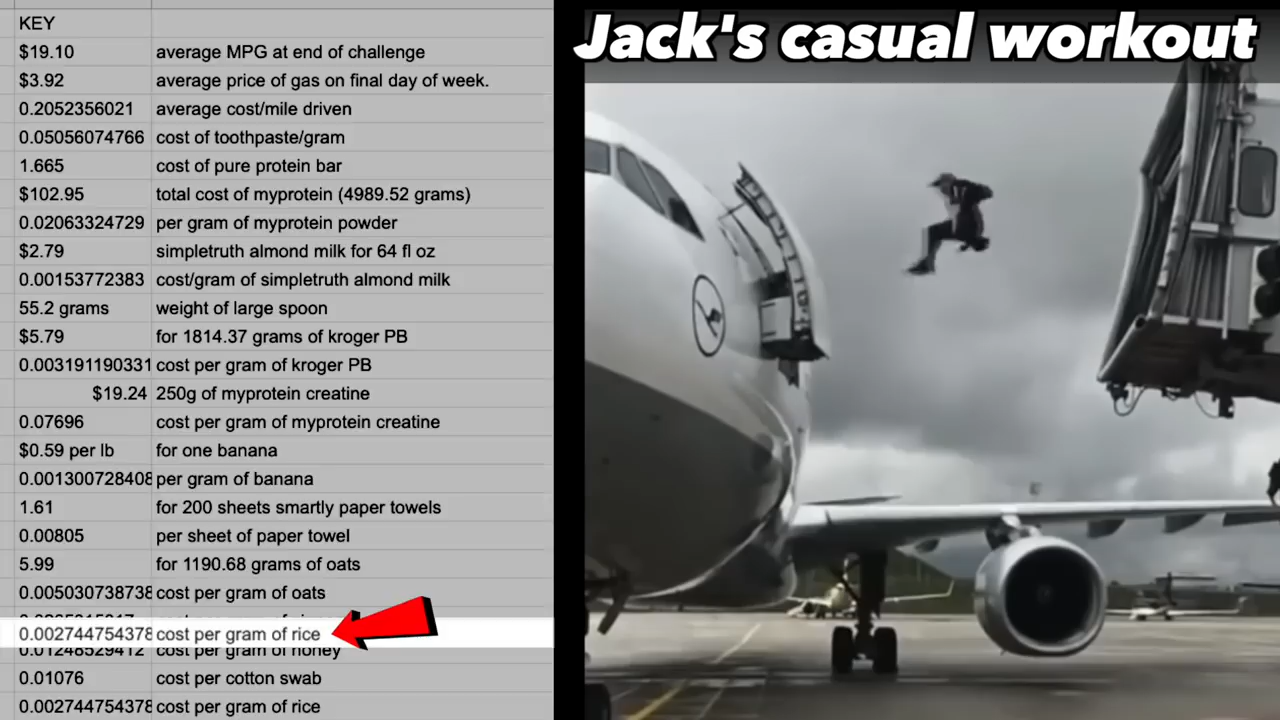 KEY
$19.10 average MPG at end of challenge
$3.92 average price of gas on final day of week.
0.2052356021 average cost/mile driven
0.05056074766 cost of toothpaste/gram
1.665 cost of pure protein bar
$102.95 total cost of myprotein (4989.52 grams)
0.02063324729 per gram of myprotein powder
$2.79 simpletruth almond milk for 64 fl oz
0.00153772383 cost/gram of simpletruth almond milk
55.2 grams weight of large spoon
$5.79 for 1814.37 grams of kroger PB
0.003191190331 cost per gram of kroger PB
$19.24 250g of myprotein creatine
0.07696 cost per gram of myprotein creatine
$0.59 per lb for one banana
0.001300728408 per gram of banana
1.61 for 200 sheets smartly paper towels
0.00805 per sheet of paper towel
5.99 for 1190.68 grams of oats
0.005030738738 cost per gram of oats
0.002744754378 cost per gram of rice
0.01248529412 cost per gram of honey
0.01076 cost per cotton swab
0.002744754378 cost per gram of rice
Jack's casual workout